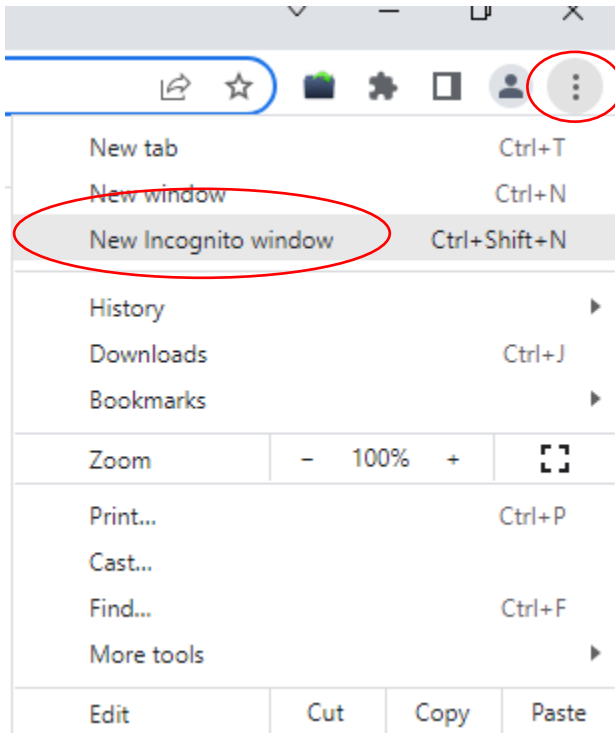 New tab Ctrl+T
New window Ctrl+N
New Incognito window Ctrl+Shift+N
History
Downloads Ctrl+J
Bookmarks
Zoom - 100% +
Print... Ctrl+P
Cast...
Find... Ctrl+F
More tools
Edit Cut Copy Paste